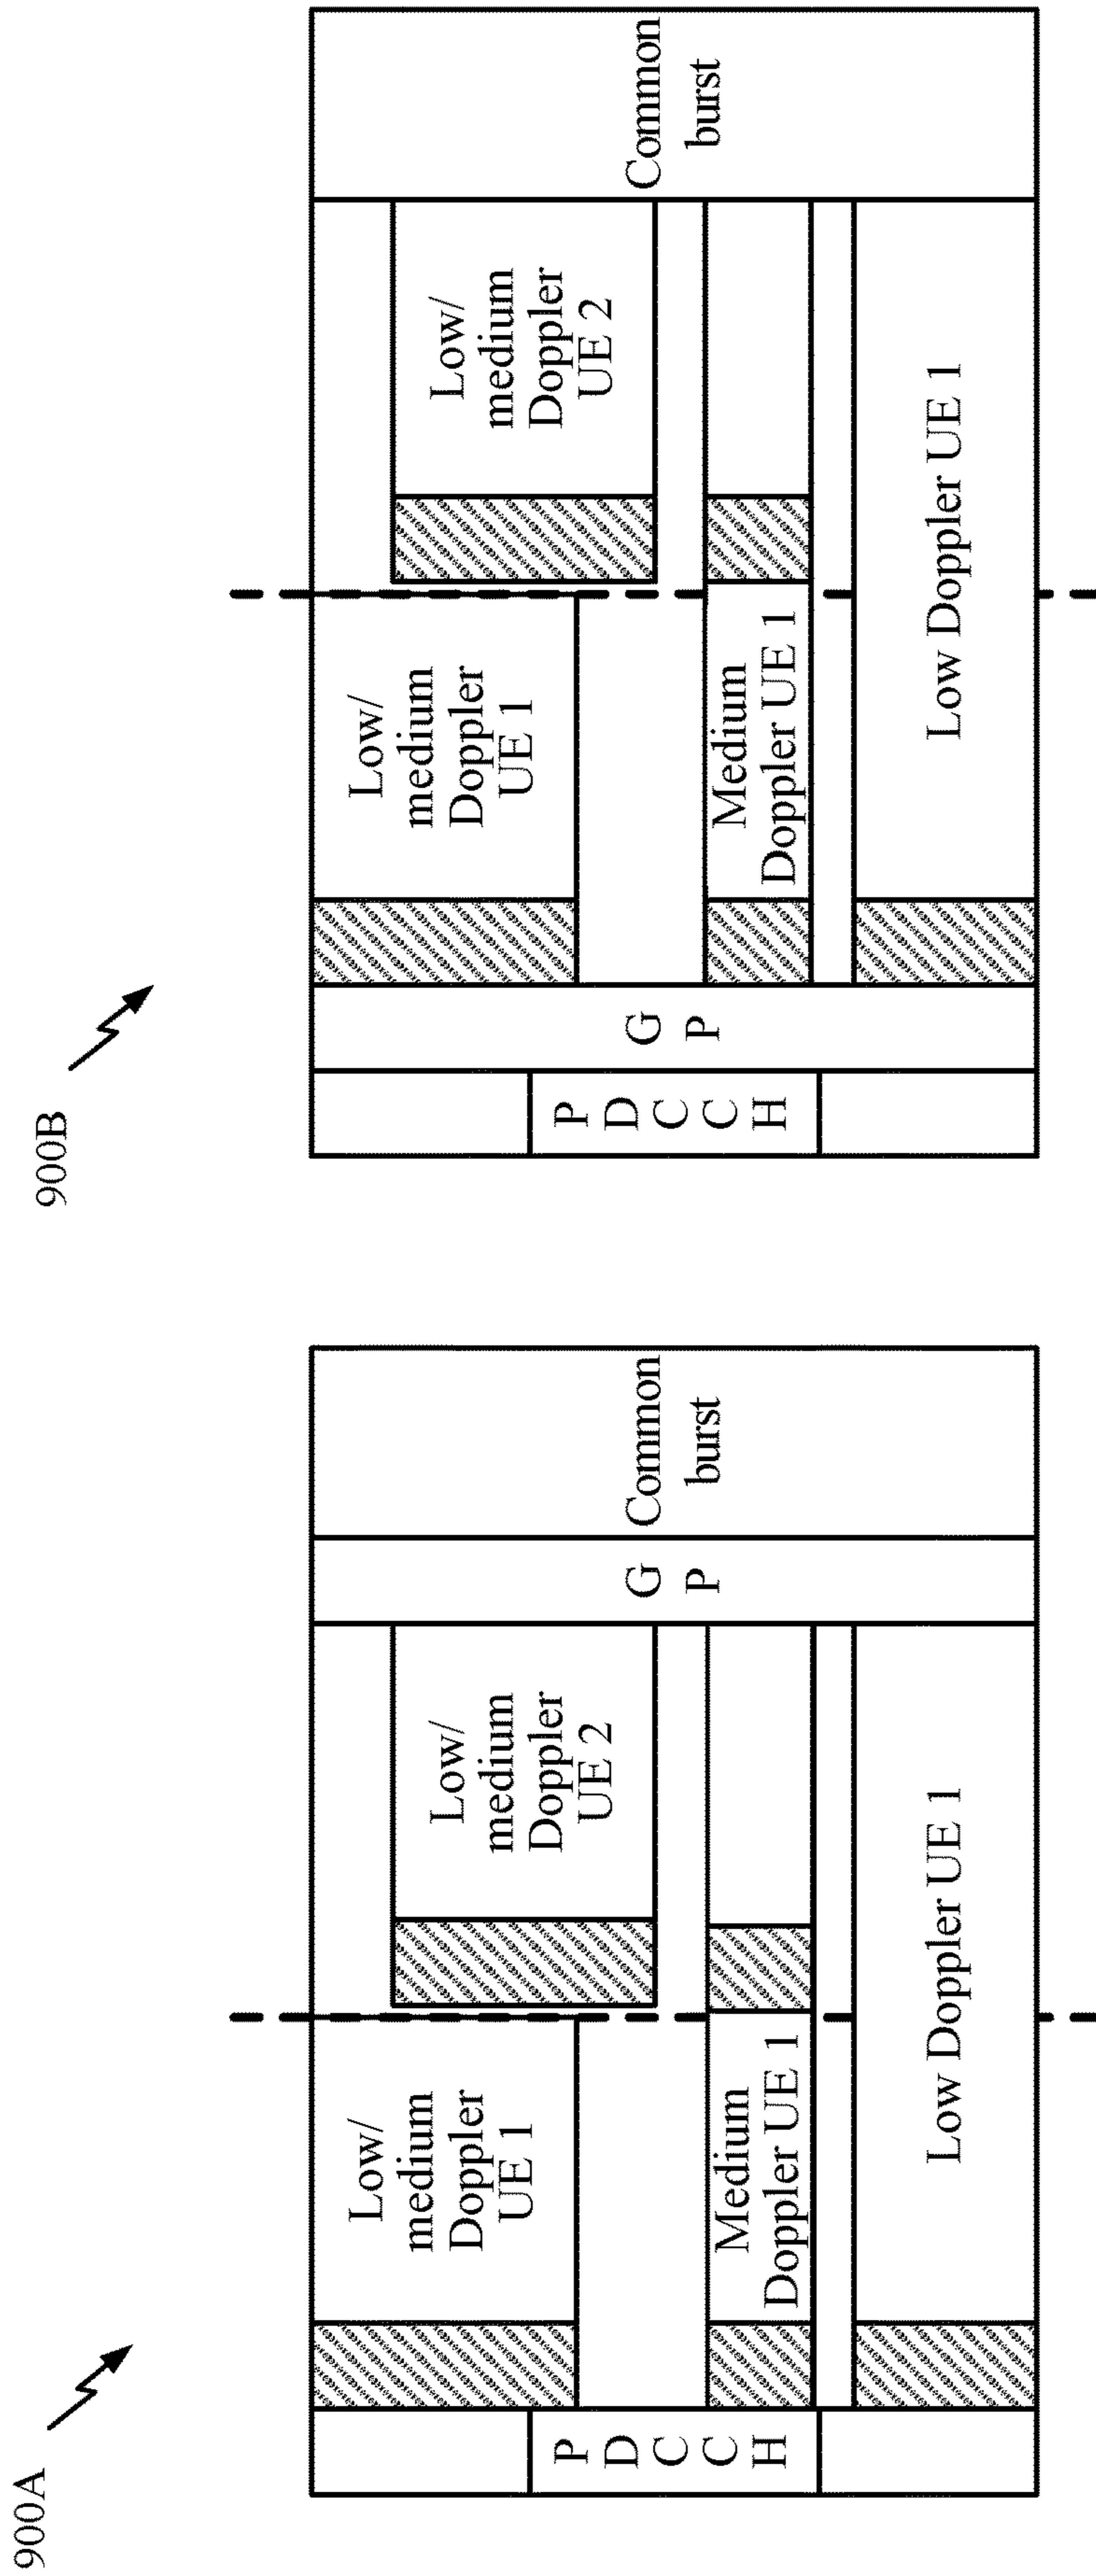 900A
P
D
C
C
H
Low/
medium
Doppler
UE 1
Medium
Doppler UE 1
Low Doppler UE 1
Low/
medium
Doppler
UE 2
G
P
Common
burst
900B
P
D
C
C
H
G
P
Low/
medium
Doppler
UE 1
Medium
Doppler UE 1
Low Doppler UE 1
Low/
medium
Doppler
UE 2
Common
burst